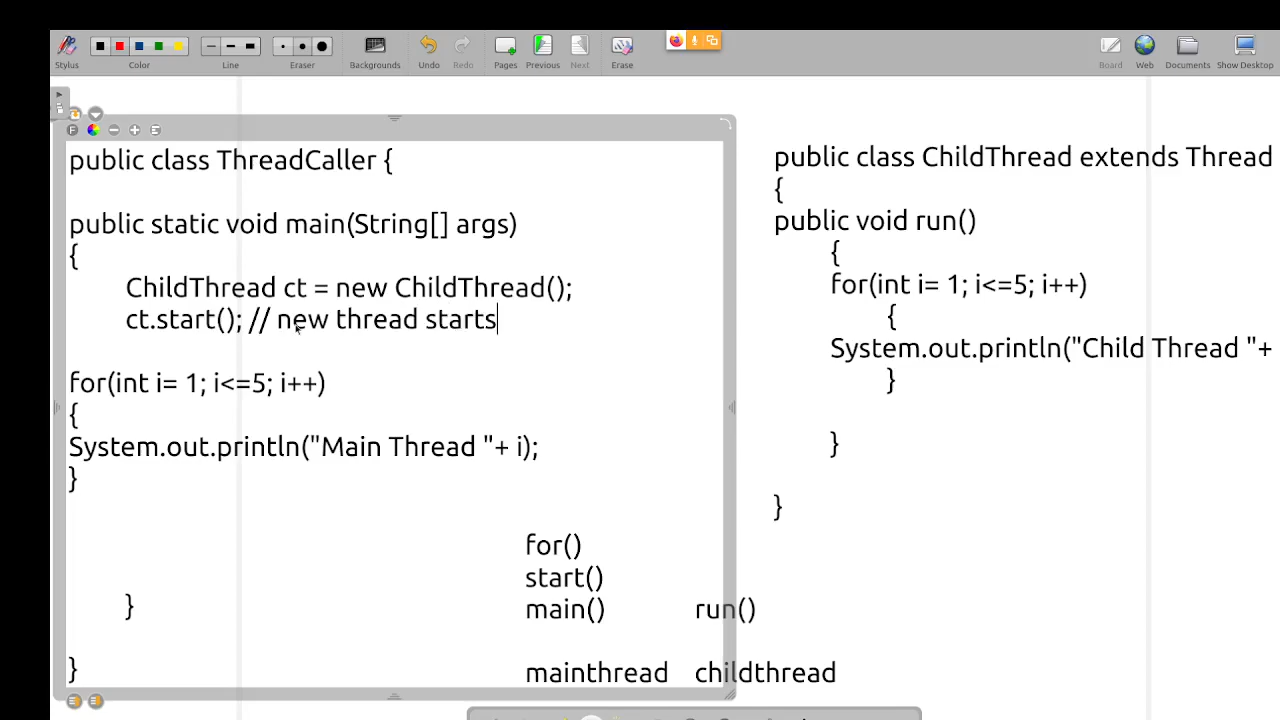 Stylus
Color
Line
Eraser
Backgrounds
Undo
Redo
Pages
Previous
Next
Erase
Board
Web
Documents
Show Desktop
public class ThreadCaller {
public static void main(String[] args)
{
ChildThread ct = new ChildThread();
ct.start(); // new thread starts
for(int i= 1; i<=5; i++)
{
System.out.println("Main Thread "+ i);
}
}
}
for()
start()
main() run()
mainthread childthread
public class ChildThread extends Thread
{
public void run()
{
for(int i= 1; i<=5; i++)
{
System.out.println("Child Thread "+
}
}
}